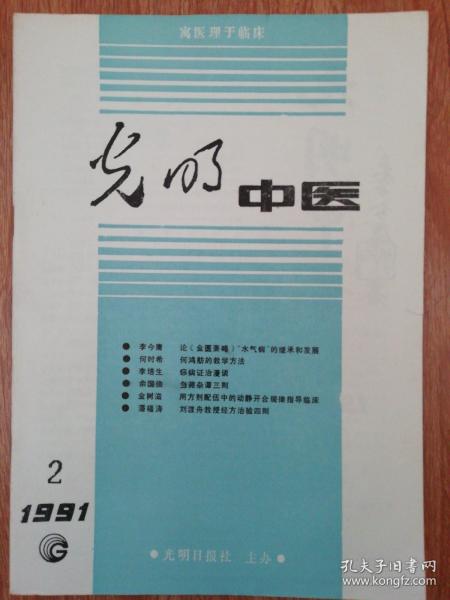 寓医理于临床
光明
中医
● 李今庸 论《金匮要略》“水气病”的继承和发展
● 何时希 何鸿舫的教学方法
● 李培生 痧病证治漫谈
● 余国俊 刍荛杂谭三则
● 金树滋 用方剂配伍中的动静开合规律指导临床
● 潘福涛 刘渡舟教授经方治验四则
2
1991
● 光明日报社 主办 ●
孔夫子旧书网
www.kongfz.com